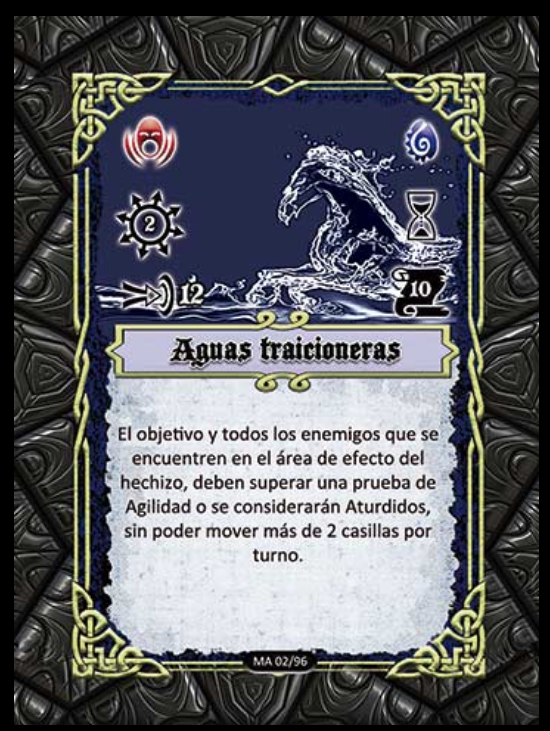 2
12
10
Aguas traicioneras
El objetivo y todos los enemigos que se
encuentren en el área de efecto del
hechizo, deben superar una prueba de
Agilidad o se considerarán Aturdidos,
sin poder mover más de 2 casillas por
turno.
MA 02/96